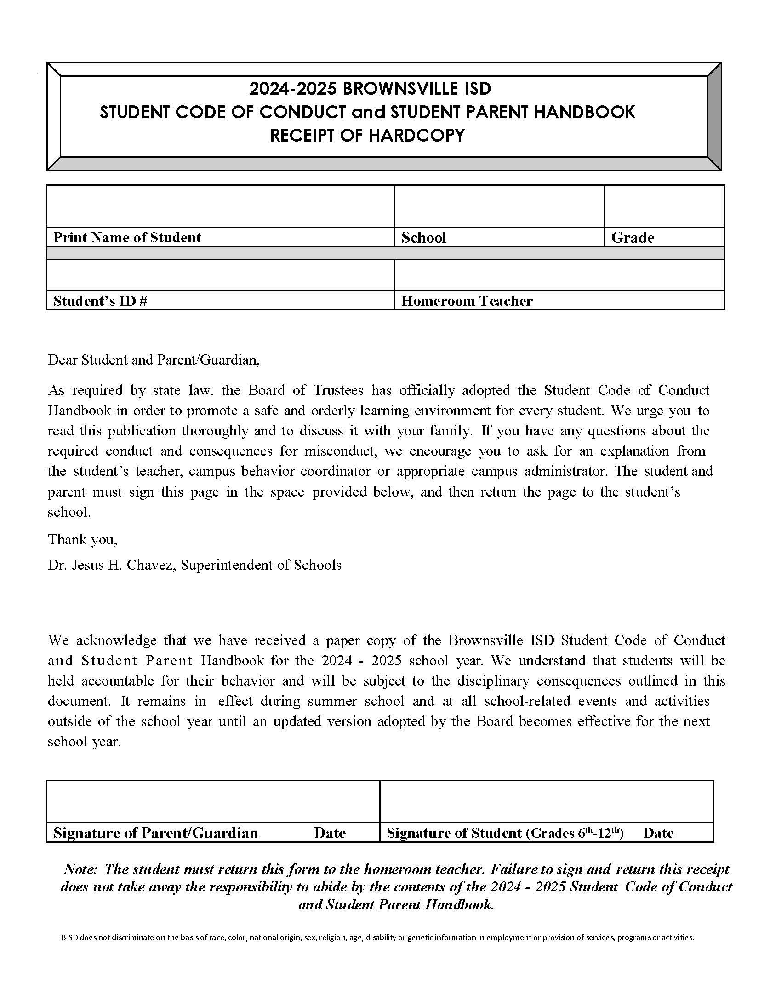 2024-2025 BROWNSVILLE ISD
STUDENT CODE OF CONDUCT and STUDENT PARENT HANDBOOK
RECEIPT OF HARDCOPY
Print Name of Student School Grade
Student’s ID # Homeroom Teacher
Dear Student and Parent/Guardian,
As required by state law, the Board of Trustees has officially adopted the Student Code of Conduct
Handbook in order to promote a safe and orderly learning environment for every student. We urge you to
read this publication thoroughly and to discuss it with your family. If you have any questions about the
required conduct and consequences for misconduct, we encourage you to ask for an explanation from
the student’s teacher, campus behavior coordinator or appropriate campus administrator. The student and
parent must sign this page in the space provided below, and then return the page to the student’s
school.
Thank you,
Dr. Jesus H. Chavez, Superintendent of Schools
We acknowledge that we have received a paper copy of the Brownsville ISD Student Code of Conduct
and Student Parent Handbook for the 2024 - 2025 school year. We understand that students will be
held accountable for their behavior and will be subject to the disciplinary consequences outlined in this
document. It remains in effect during summer school and at all school-related events and activities
outside of the school year until an updated version adopted by the Board becomes effective for the next
school year.
Signature of Parent/Guardian Date Signature of Student (Grades 6th-12th) Date
Note: The student must return this form to the homeroom teacher. Failure to sign and return this receipt
does not take away the responsibility to abide by the contents of the 2024 - 2025 Student Code of Conduct
and Student Parent Handbook.
BISD does not discriminate on the basis of race, color, national origin, sex, religion, age, disability or genetic information in employment or provision of services, programs or activities.